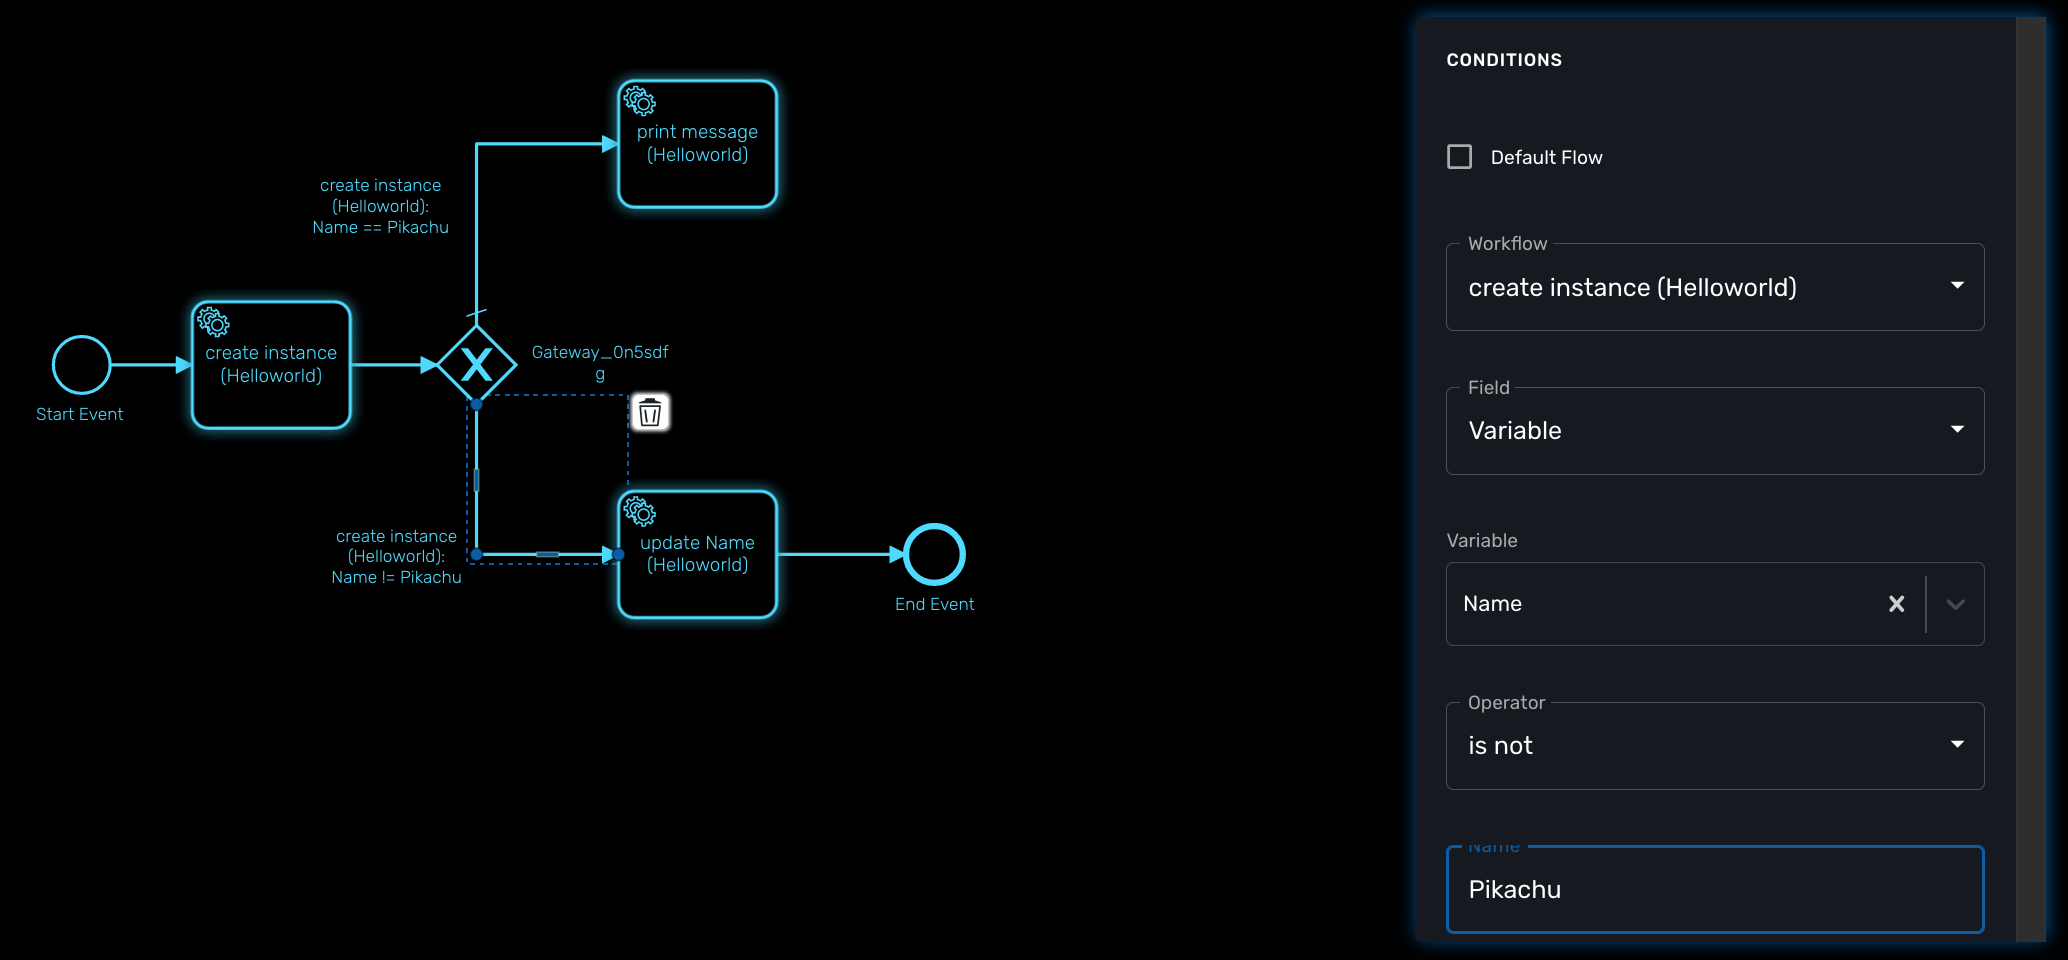 print message
(Helloworld)
create instance
(Helloworld):
Name == Pikachu
create instance
(Helloworld)
Start Event
X
Gateway_0n5sdf
g
create instance
(Helloworld):
Name != Pikachu
update Name
(Helloworld)
End Event
CONDITIONS
Default Flow
Workflow
create instance (Helloworld)
Field
Variable
Variable
Name
Operator
is not
Name
Pikachu